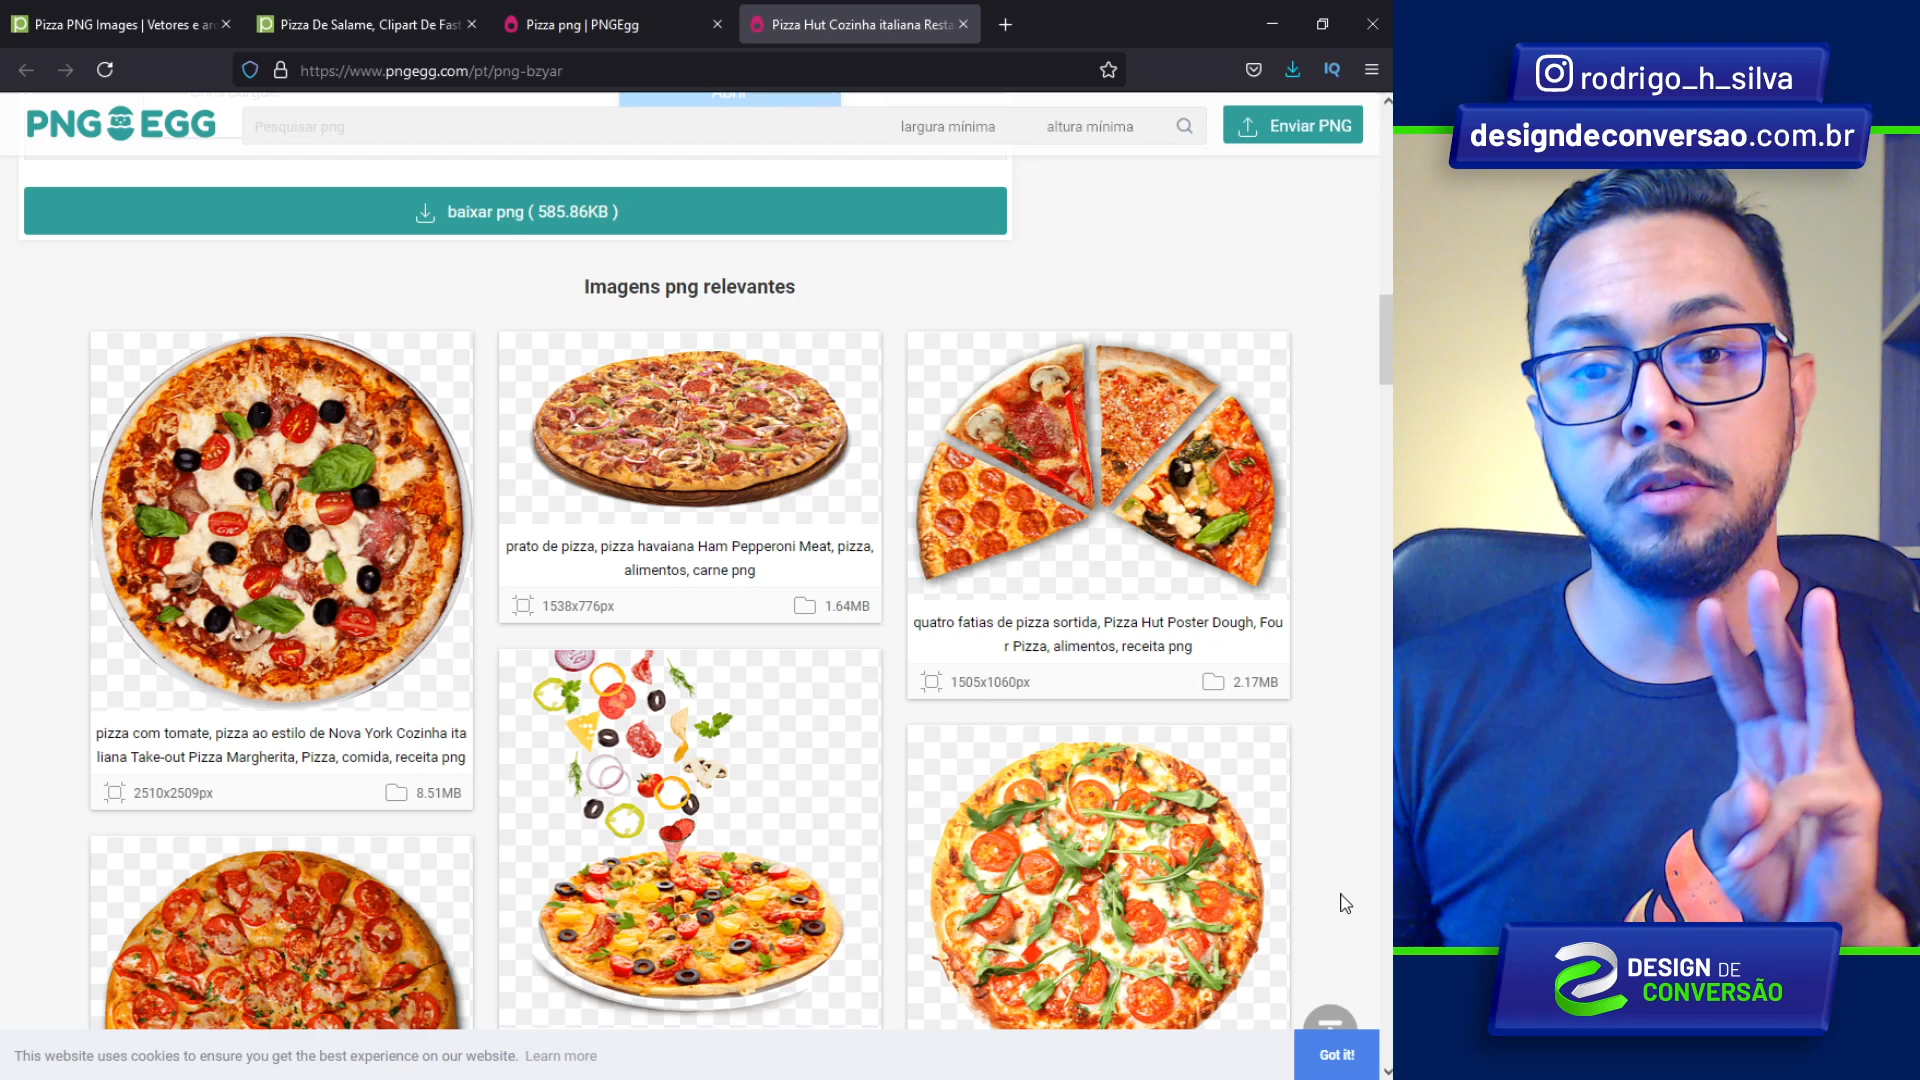 Pizza PNG Images | Vetores e arq
Pizza De Salame, Clipart De Fast
Pizza png | PNGEgg
Pizza Hut Cozinha italiana Resta
https://www.pngegg.com/pt/png-bzyar
IQ
PNG EGG
Pesquisar png
largura mínima
altura mínima
Enviar PNG
baixar png ( 585.86KB )
Imagens png relevantes
prato de pizza, pizza havaiana Ham Pepperoni Meat, pizza,
alimentos, carne png
1538x776px
1.64MB
quatro fatias de pizza sortida, Pizza Hut Poster Dough, Fou
r Pizza, alimentos, receita png
1505x1060px
2.17MB
pizza com tomate, pizza ao estilo de Nova York Cozinha ita
liana Take-out Pizza Margherita, Pizza, comida, receita png
2510x2509px
8.51MB
This website uses cookies to ensure you get the best experience on our website. Learn more
Got it!
rodrigo_h_silva
designdeconversao.com.br
DESIGN DE
CONVERSÃO